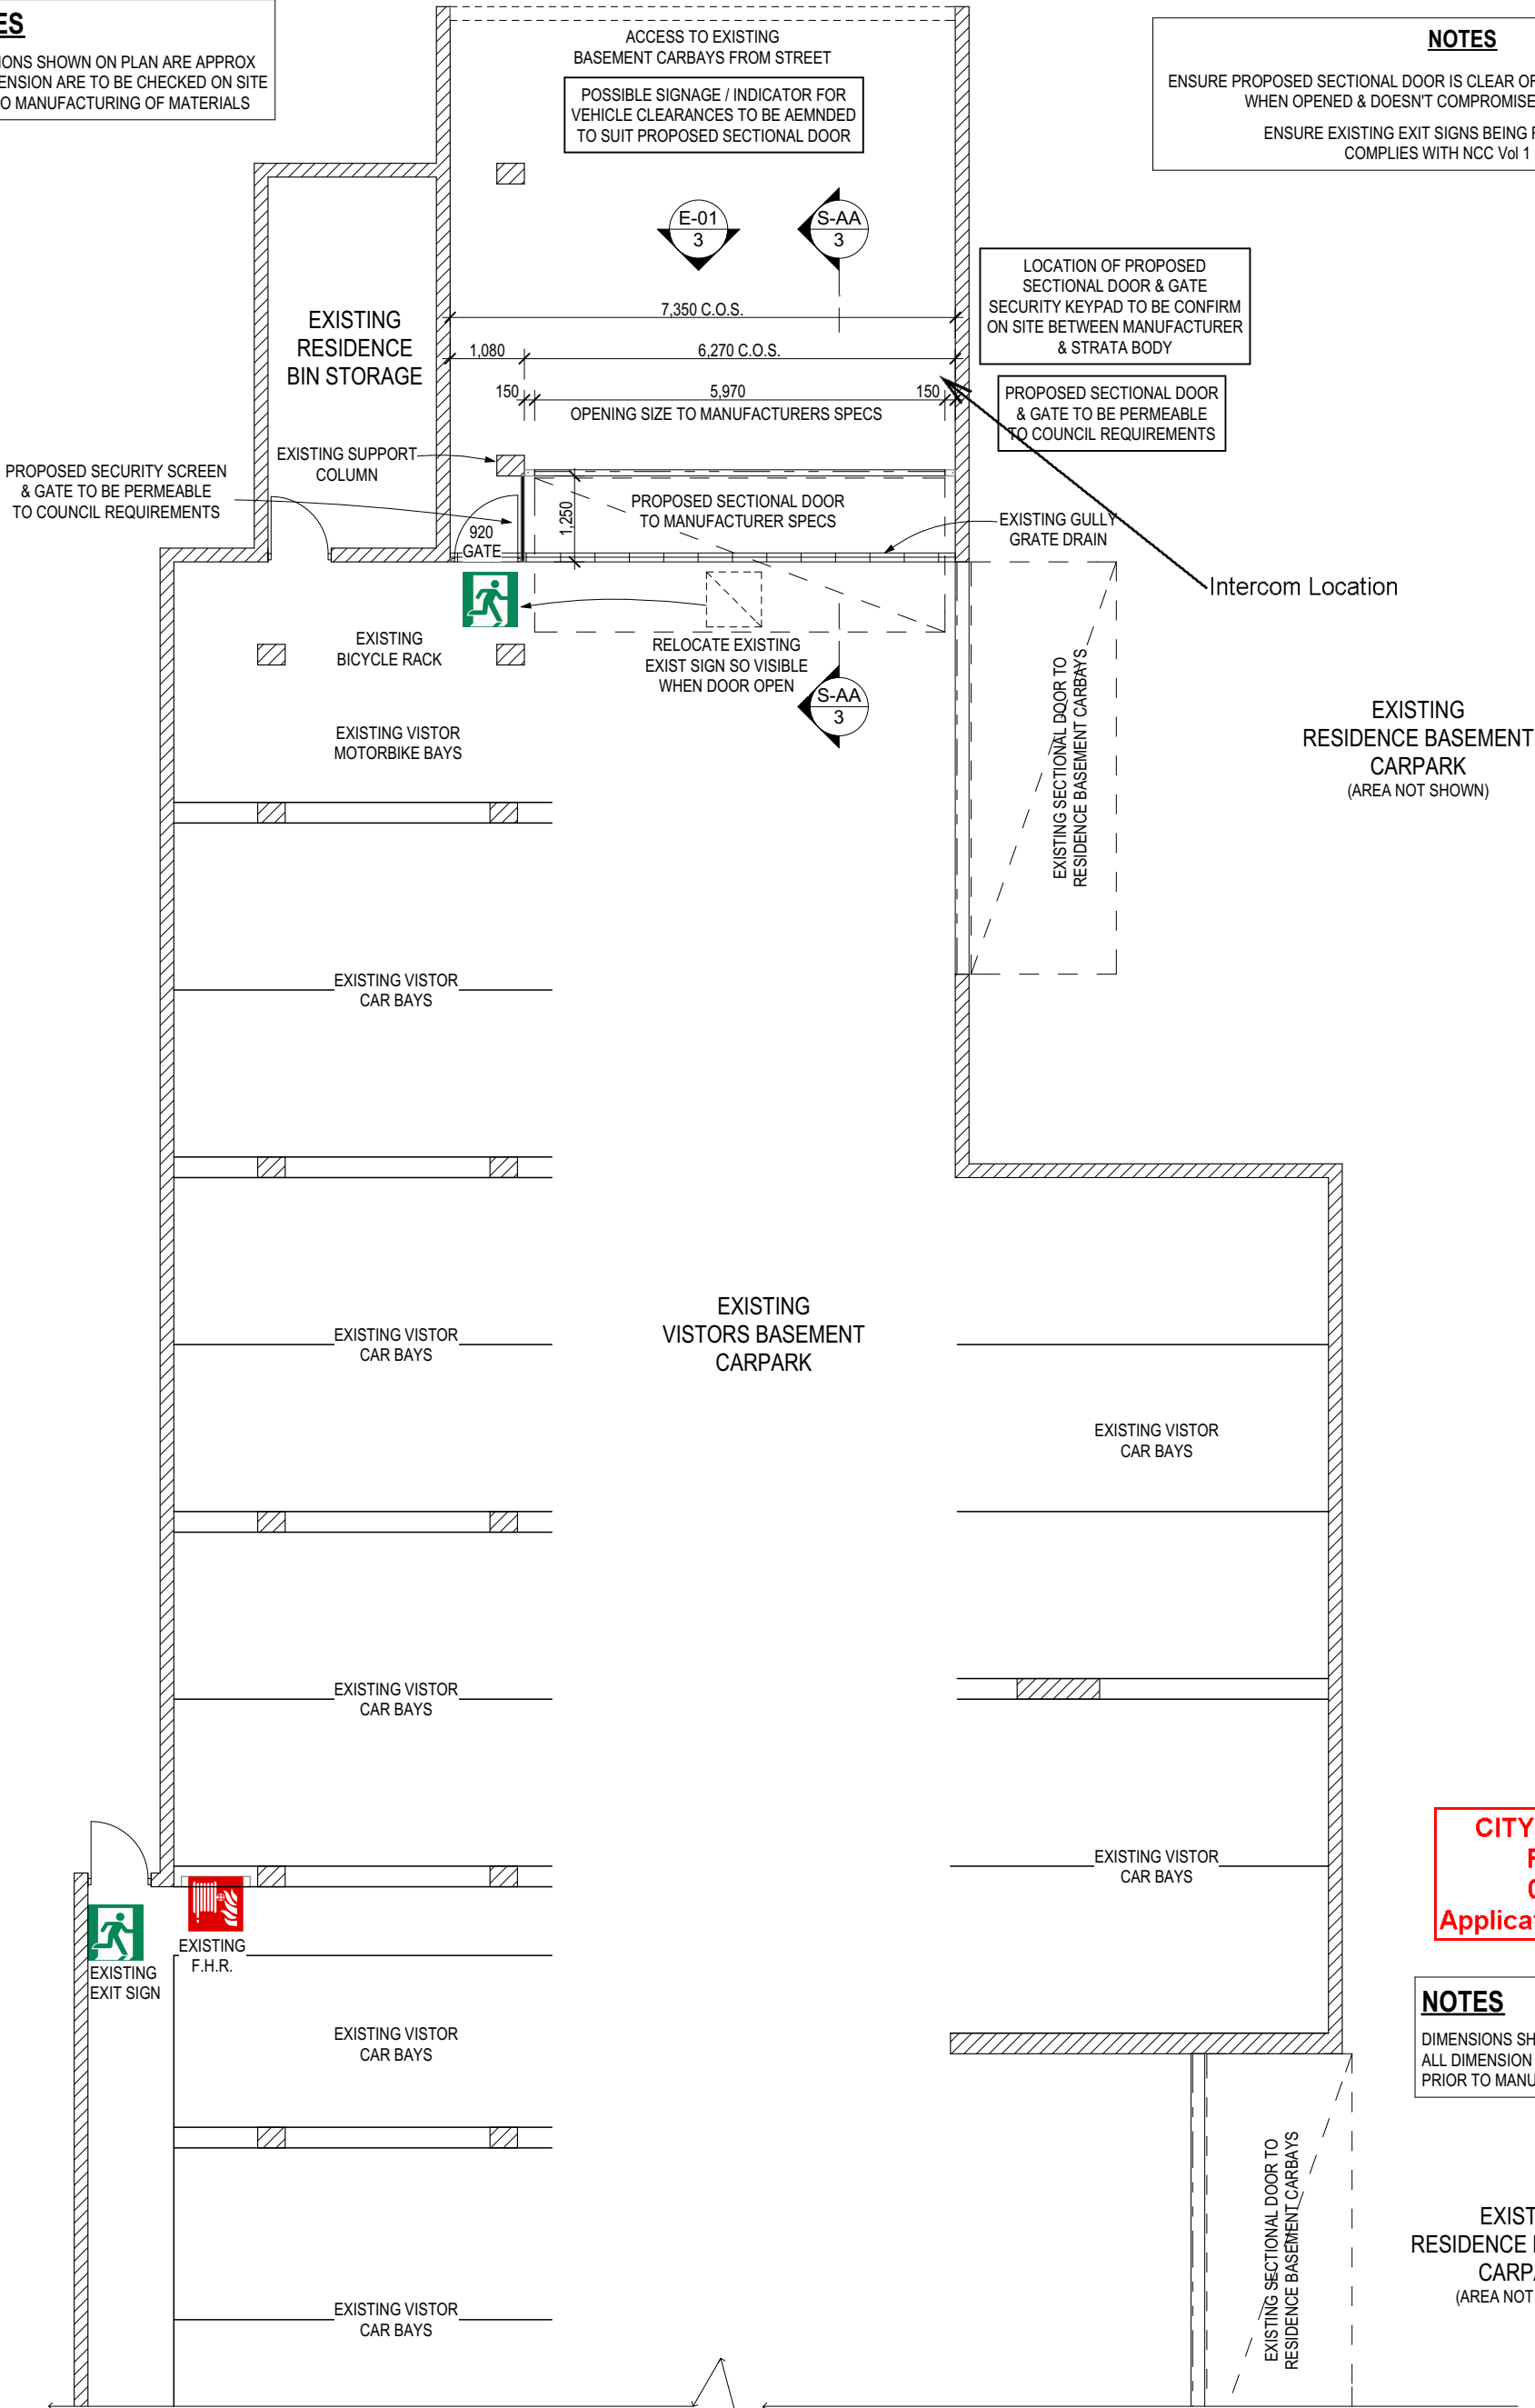 ACCESS TO EXISTING
BASEMENT CARBAYS FROM STREET
IONS SHOWN ON PLAN ARE APPROX
ENSION ARE TO BE CHECKED ON SITE
O MANUFACTURING OF MATERIALS
POSSIBLE SIGNAGE / INDICATOR FOR
VEHICLE CLEARANCES TO BE AEMNDED
TO SUIT PROPOSED SECTIONAL DOOR
NOTES
ENSURE PROPOSED SECTIONAL DOOR IS CLEAR OF
WHEN OPENED & DOESN'T COMPROMISE
ENSURE EXISTING EXIT SIGNS BEING
COMPLIES WITH NCC Vol 1
E-01
3
S-AA
3
LOCATION OF PROPOSED
SECTIONAL DOOR & GATE
SECURITY KEYPAD TO BE CONFIRM
ON SITE BETWEEN MANUFACTURER
& STRATA BODY
7,350 C.O.S.
1,080
6,270 C.O.S.
150
5,970
150
OPENING SIZE TO MANUFACTURERS SPECS
EXISTING
RESIDENCE
BIN STORAGE
PROPOSED SECTIONAL DOOR
& GATE TO BE PERMEABLE
TO COUNCIL REQUIREMENTS
EXISTING SUPPORT
COLUMN
PROPOSED SECURITY SCREEN
& GATE TO BE PERMEABLE
TO COUNCIL REQUIREMENTS
920
GATE
1,250
PROPOSED SECTIONAL DOOR
TO MANUFACTURER SPECS
EXISTING GULLY
GRATE DRAIN
Intercom Location
EXISTING
BICYCLE RACK
RELOCATE EXISTING
EXIST SIGN SO VISIBLE
WHEN DOOR OPEN
S-AA
3
EXISTING VISTOR
MOTORBIKE BAYS
EXISTING SECTIONAL DOOR TO
RESIDENCE BASEMENT CARBAYS
EXISTING
RESIDENCE BASEMENT
CARPARK
(AREA NOT SHOWN)
EXISTING VISTOR
CAR BAYS
EXISTING
VISTORS BASEMENT
CARPARK
EXISTING VISTOR
CAR BAYS
EXISTING VISTOR
CAR BAYS
EXISTING VISTOR
CAR BAYS
EXISTING VISTOR
CAR BAYS
CITY
Applica
EXISTING
F.H.R.
EXISTING
EXIT SIGN
NOTES
DIMENSIONS SH
ALL DIMENSION
PRIOR TO MANU
EXISTING VISTOR
CAR BAYS
EXISTING SECTIONAL DOOR TO
RESIDENCE BASEMENT CARBAYS
EXIST
RESIDENCE
CARP
(AREA NOT
EXISTING VISTOR
CAR BAYS